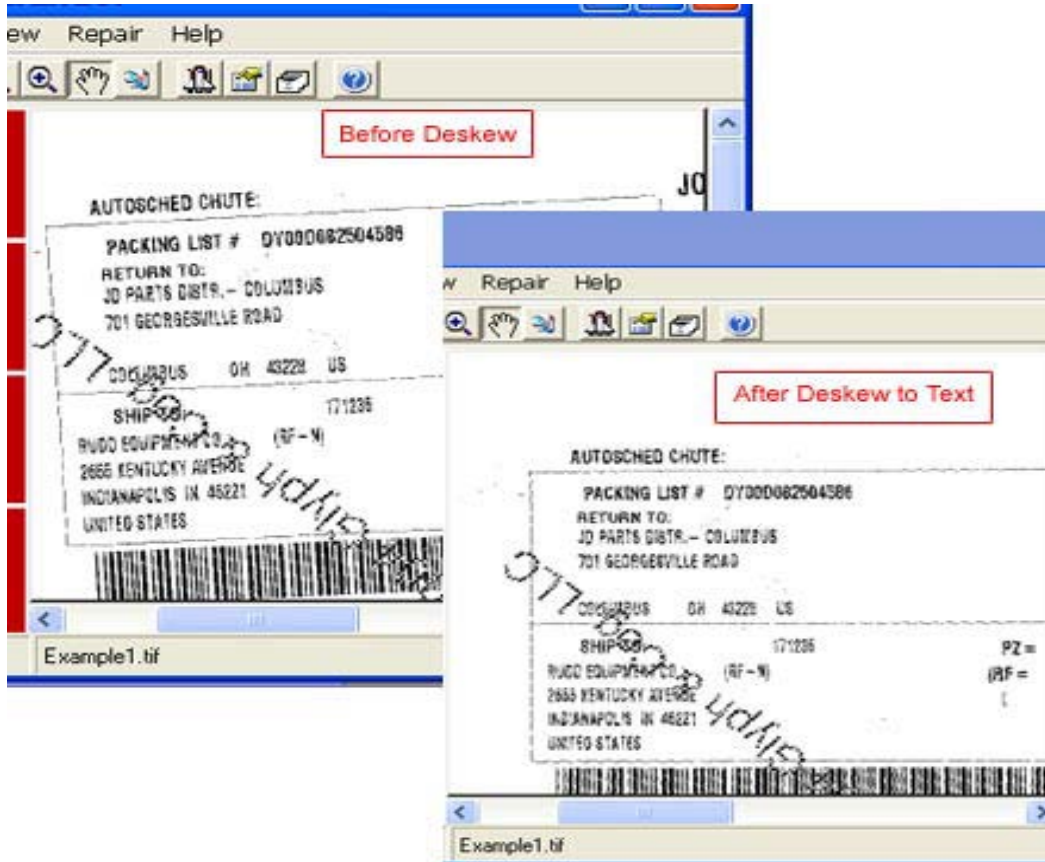 ew Repair Help
Before Deskew
JD
AUTOSCHED CHUTE:
PACKING LIST # DY000682504586
RETURN TO:
JD PARTS DISTR.- COLUMBUS
701 GEORGESVILLE ROAD
COLUMBUS OH 43228 US
SHIP TO: 171236
RUDD EQUIPMENT CO. (RF-N)
2655 KENTUCKY AVENUE
INDIANAPOLIS IN 46221
UNITED STATES
Example1.tif
w Repair Help
After Deskew to Text
AUTOSCHED CHUTE:
PACKING LIST # DY000682504586
RETURN TO:
JD PARTS DISTR.- COLUMBUS
701 GEORGESVILLE ROAD
COLUMBUS OH 43228 US
SHIP TO: 171236 PZ =
RUDD EQUIPMENT CO. (RF-N) (RF =
2655 KENTUCKY AVENUE
INDIANAPOLIS IN 46221
UNITED STATES
Example1.tif